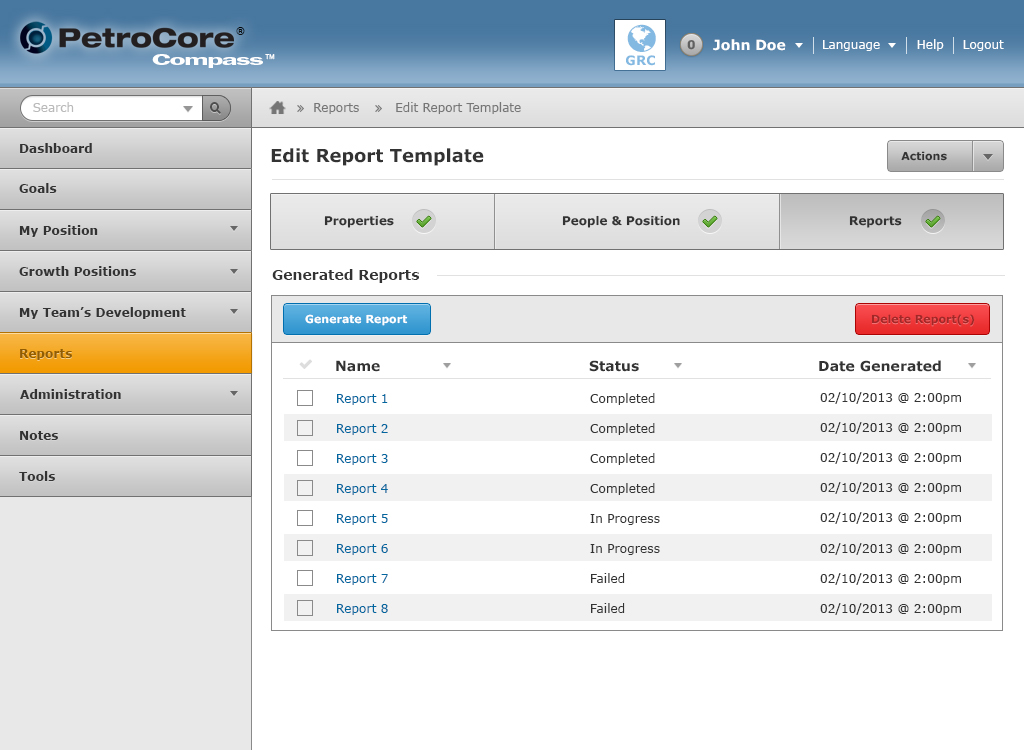 PetroCore®
Compass™
GRC
0 John Doe Language Help Logout
Search
» Reports » Edit Report Template
Dashboard
Goals
My Position
Growth Positions
My Team’s Development
Reports
Administration
Notes
Tools
Edit Report Template
Actions
Properties People & Position Reports
Generated Reports
Generate Report Delete Report(s)
Name Status Date Generated
Report 1 Completed 02/10/2013 @ 2:00pm
Report 2 Completed 02/10/2013 @ 2:00pm
Report 3 Completed 02/10/2013 @ 2:00pm
Report 4 Completed 02/10/2013 @ 2:00pm
Report 5 In Progress 02/10/2013 @ 2:00pm
Report 6 In Progress 02/10/2013 @ 2:00pm
Report 7 Failed 02/10/2013 @ 2:00pm
Report 8 Failed 02/10/2013 @ 2:00pm